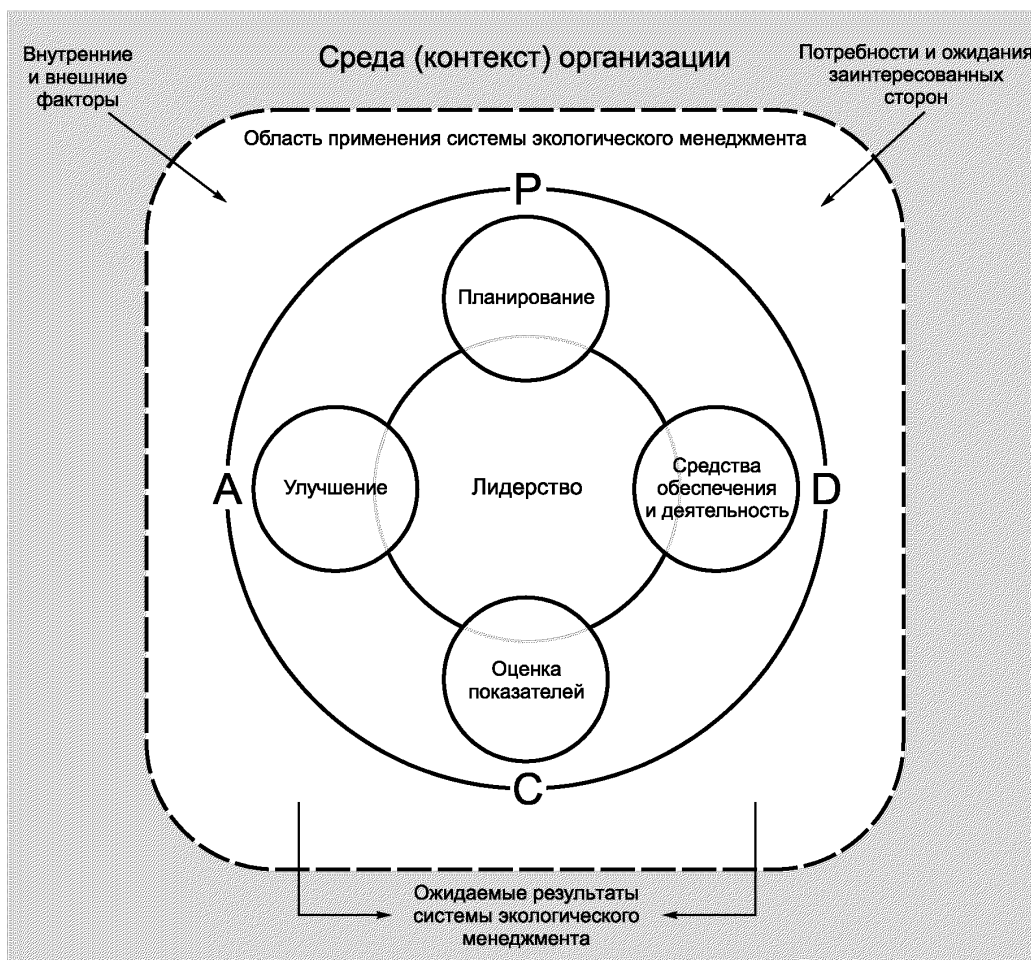 Среда (контекст) организации
Внутренние
и внешние
факторы
Потребности и ожидания
заинтересованных
сторон
Область применения системы экологического менеджмента
P
Планирование
A
Улучшение
Лидерство
Средства
обеспечения
и деятельность
D
Оценка
показателей
C
Ожидаемые результаты
системы экологического
менеджмента